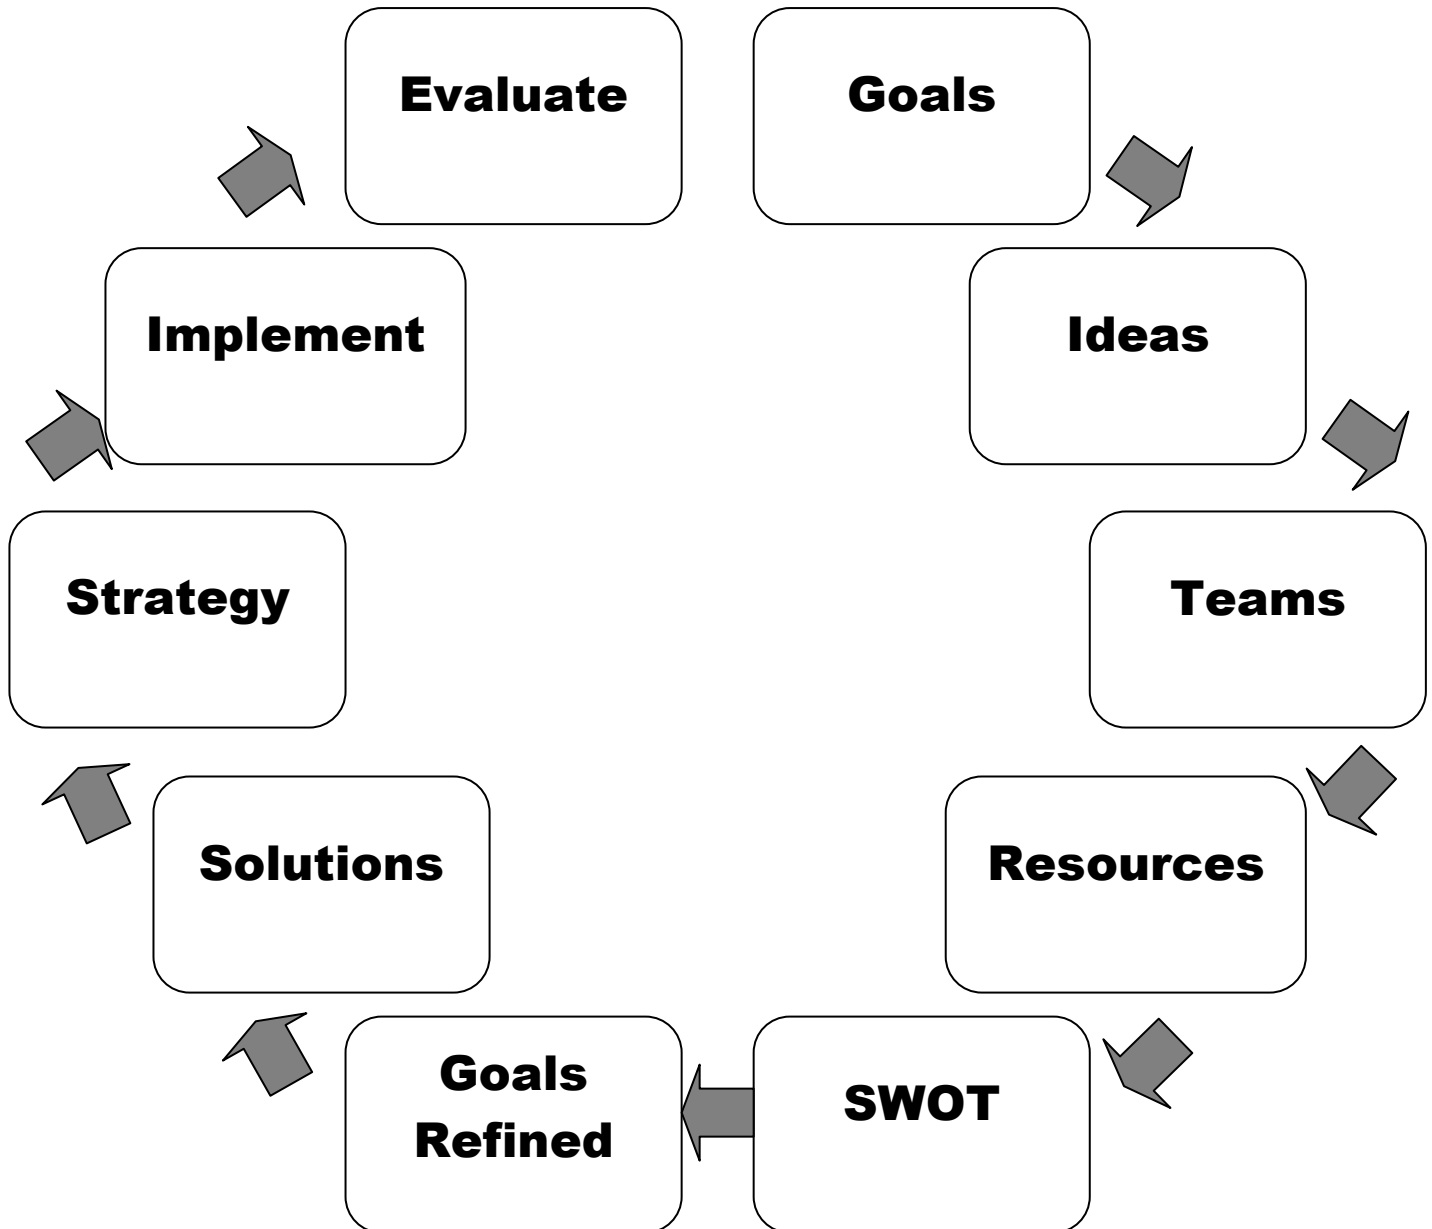 Evaluate
Goals
Implement
Ideas
Strategy
Teams
Solutions
Resources
Goals
Refined
SWOT